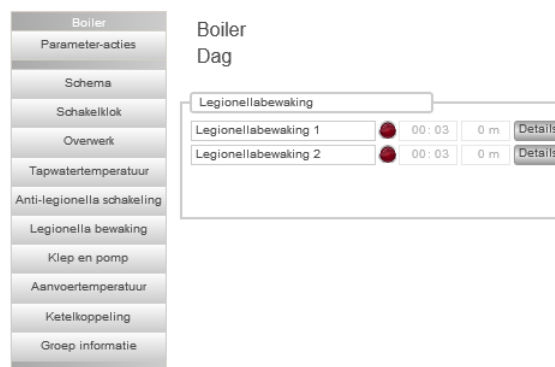 Boiler
Parameter-acties
Schema
Schakelklok
Overwerk
Tapwatertemperatuur
Anti-legionella schakeling
Legionella bewaking
Klep en pomp
Aanvoertemperatuur
Ketelkoppeling
Groep informatie
Boiler
Dag
Legionellabewaking
Legionellabewaking 1 00:03 0 m Details
Legionellabewaking 2 00:03 0 m Details